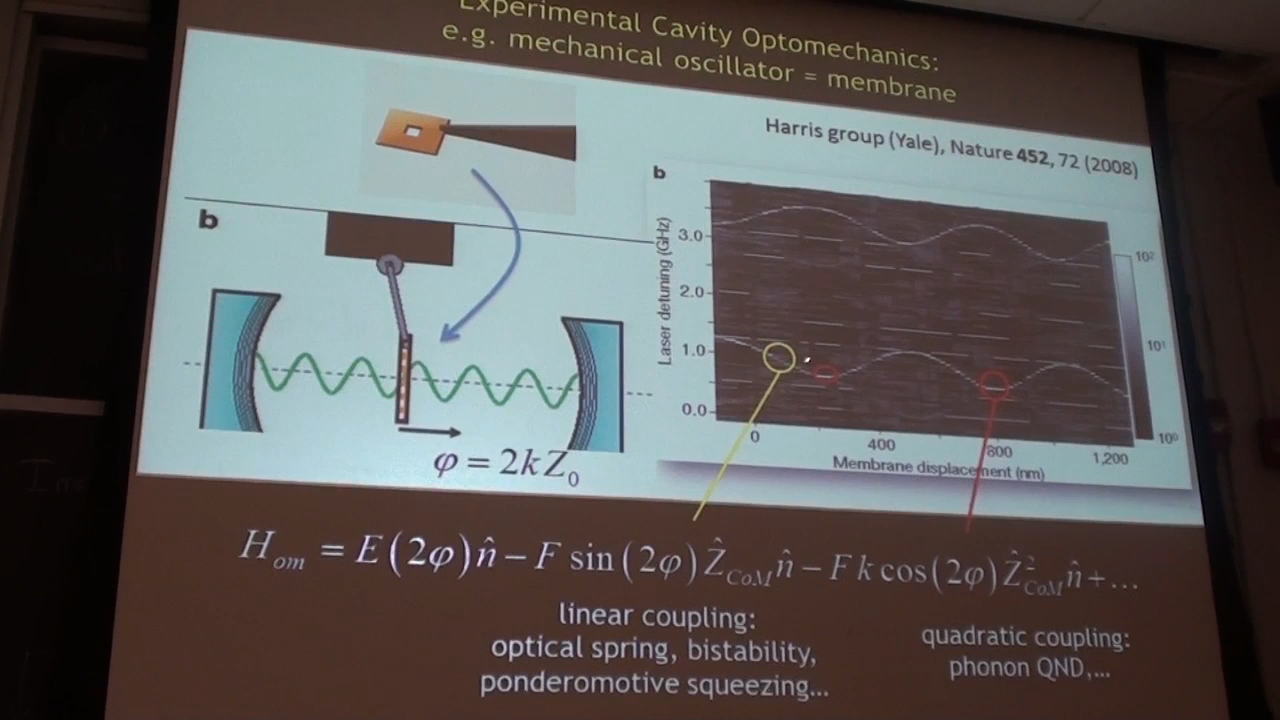 Experimental Cavity Optomechanics:
e.g. mechanical oscillator = membrane
Harris group (Yale), Nature 452, 72 (2008)
b
b
Laser detuning (GHz)
3.0
2.0
1.0
0.0
0
400
800
1,200
Membrane displacement (nm)
10²
10¹
10⁰
φ = 2kZ₀
H_om = E(2φ)n̂ − F sin(2φ)Ẑ_CoM n̂ − F k cos(2φ)Ẑ²_CoM n̂ + ...
linear coupling:
optical spring, bistability,
ponderomotive squeezing...
quadratic coupling:
phonon QND,...